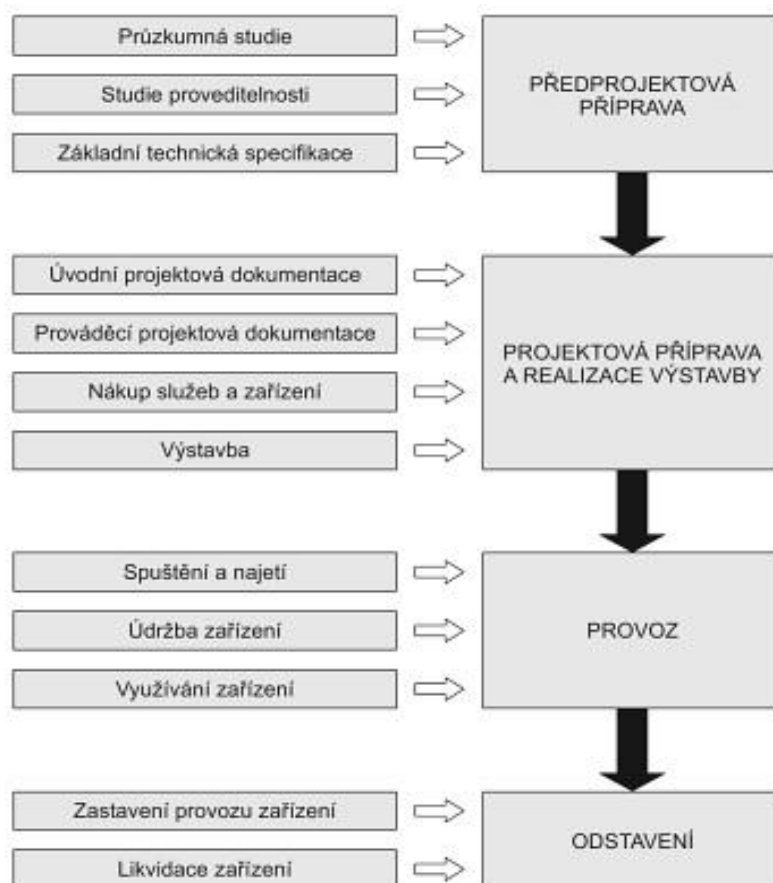 Průzkumná studie
Studie proveditelnosti
Základní technická specifikace
PŘEDPROJEKTOVÁ
PŘÍPRAVA
Úvodní projektová dokumentace
Prováděcí projektová dokumentace
Nákup služeb a zařízení
Výstavba
PROJEKTOVÁ PŘÍPRAVA
A REALIZACE VÝSTAVBY
Spuštění a najetí
Údržba zařízení
Využívání zařízení
PROVOZ
Zastavení provozu zařízení
Likvidace zařízení
ODSTAVENÍ